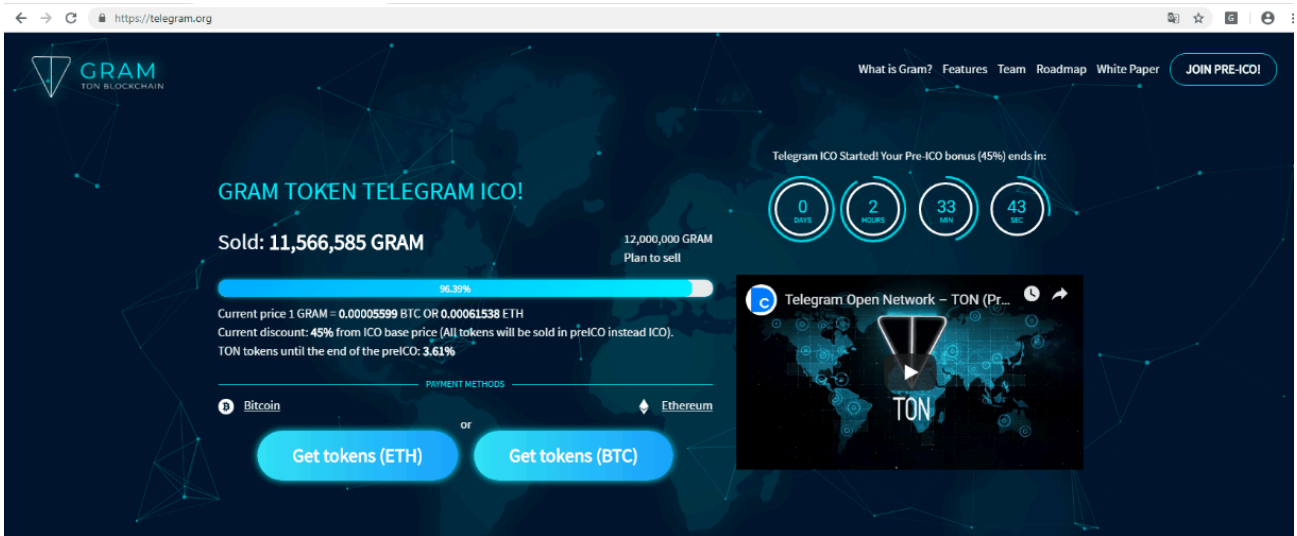 https://telegram.org
G
GRAM
TON BLOCKCHAIN
What is Gram? Features Team Roadmap White Paper JOIN PRE-ICO!
Telegram ICO Started! Your Pre-ICO bonus (45%) ends in:
0 DAYS
2 HOURS
33 MIN
43 SEC
GRAM TOKEN TELEGRAM ICO!
Sold: 11,566,585 GRAM
12,000,000 GRAM
Plan to sell
96.39%
Current price 1 GRAM = 0.00005599 BTC OR 0.00061538 ETH
Current discount: 45% from ICO base price (All tokens will be sold in preICO instead ICO).
TON tokens until the end of the preICO: 3.61%
PAYMENT METHODS
Bitcoin
Ethereum
or
Get tokens (ETH)
Get tokens (BTC)
C
Telegram Open Network – TON (Pr...
TON